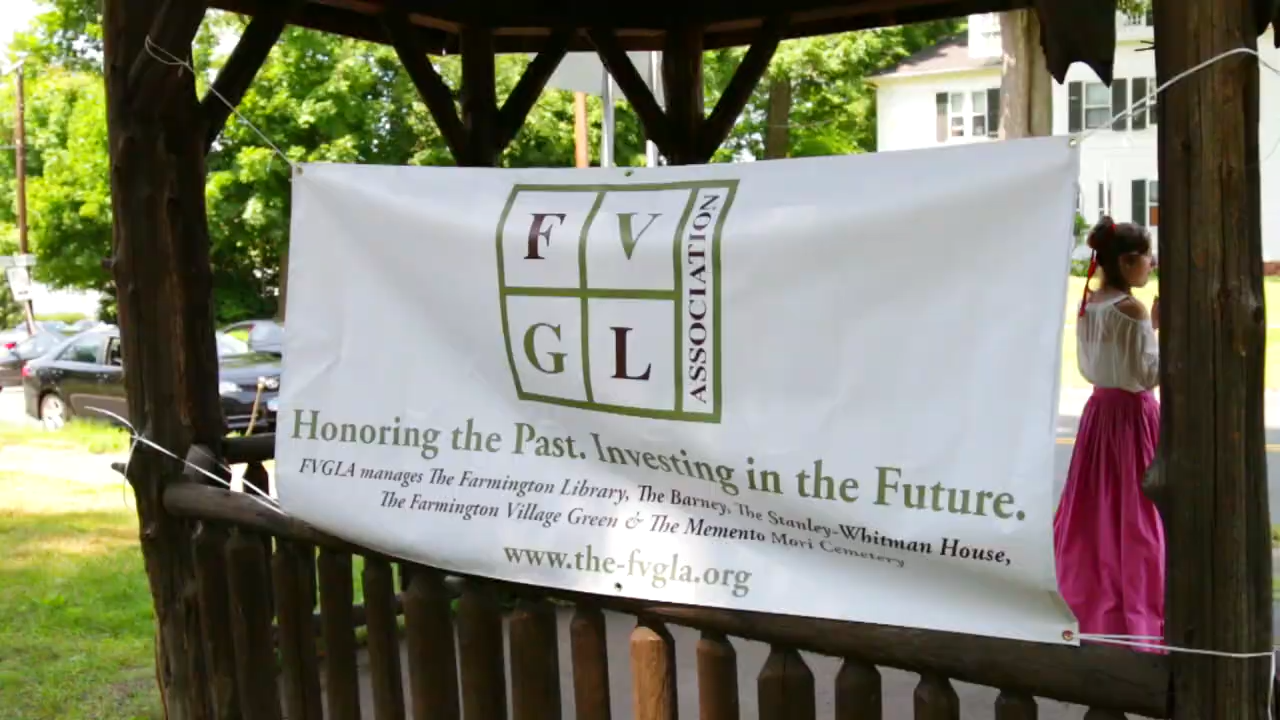 F V
G L
ASSOCIATION
Honoring the Past. Investing in the Future.
FVGLA manages The Farmington Library, The Barney, The Stanley-Whitman House,
The Farmington Village Green & The Memento Mori Cemetery
www.the-fvgla.org